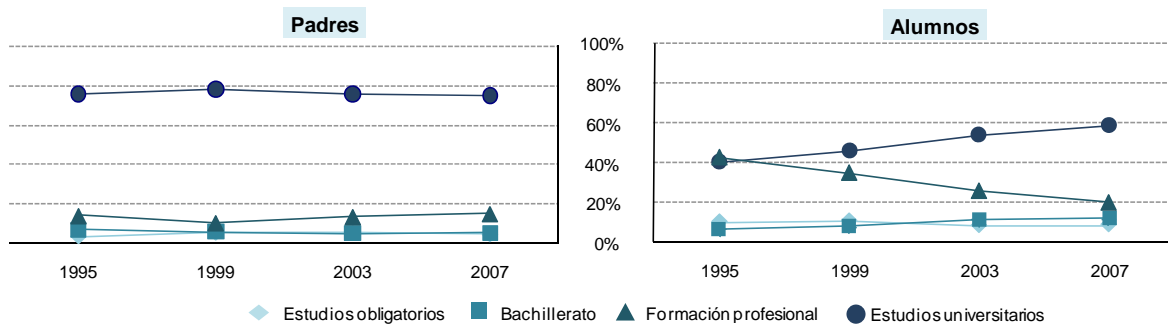 Padres
Alumnos
100%
80%
60%
40%
20%
0%
1995 1999 2003 2007
1995 1999 2003 2007
Estudios obligatorios Bachillerato Formación profesional Estudios universitarios